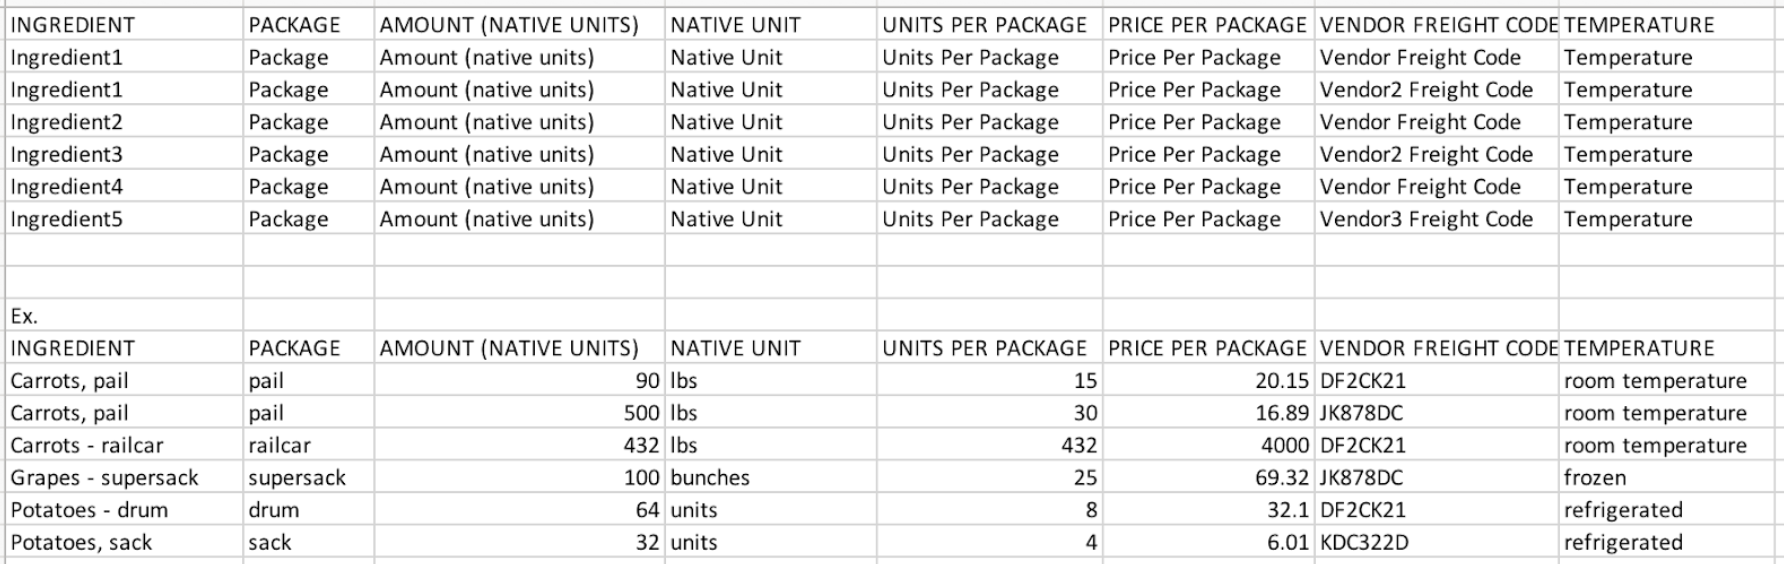 INGREDIENT PACKAGE AMOUNT (NATIVE UNITS) NATIVE UNIT UNITS PER PACKAGE PRICE PER PACKAGE VENDOR FREIGHT CODE TEMPERATURE
Ingredient1 Package Amount (native units) Native Unit Units Per Package Price Per Package Vendor Freight Code Temperature
Ingredient1 Package Amount (native units) Native Unit Units Per Package Price Per Package Vendor2 Freight Code Temperature
Ingredient2 Package Amount (native units) Native Unit Units Per Package Price Per Package Vendor Freight Code Temperature
Ingredient3 Package Amount (native units) Native Unit Units Per Package Price Per Package Vendor2 Freight Code Temperature
Ingredient4 Package Amount (native units) Native Unit Units Per Package Price Per Package Vendor Freight Code Temperature
Ingredient5 Package Amount (native units) Native Unit Units Per Package Price Per Package Vendor3 Freight Code Temperature
Ex.
INGREDIENT PACKAGE AMOUNT (NATIVE UNITS) NATIVE UNIT UNITS PER PACKAGE PRICE PER PACKAGE VENDOR FREIGHT CODE TEMPERATURE
Carrots, pail pail 90 lbs 15 20.15 DF2CK21 room temperature
Carrots, pail pail 500 lbs 30 16.89 JK878DC room temperature
Carrots - railcar railcar 432 lbs 432 4000 DF2CK21 room temperature
Grapes - supersack supersack 100 bunches 25 69.32 JK878DC frozen
Potatoes - drum drum 64 units 8 32.1 DF2CK21 refrigerated
Potatoes, sack sack 32 units 4 6.01 KDC322D refrigerated